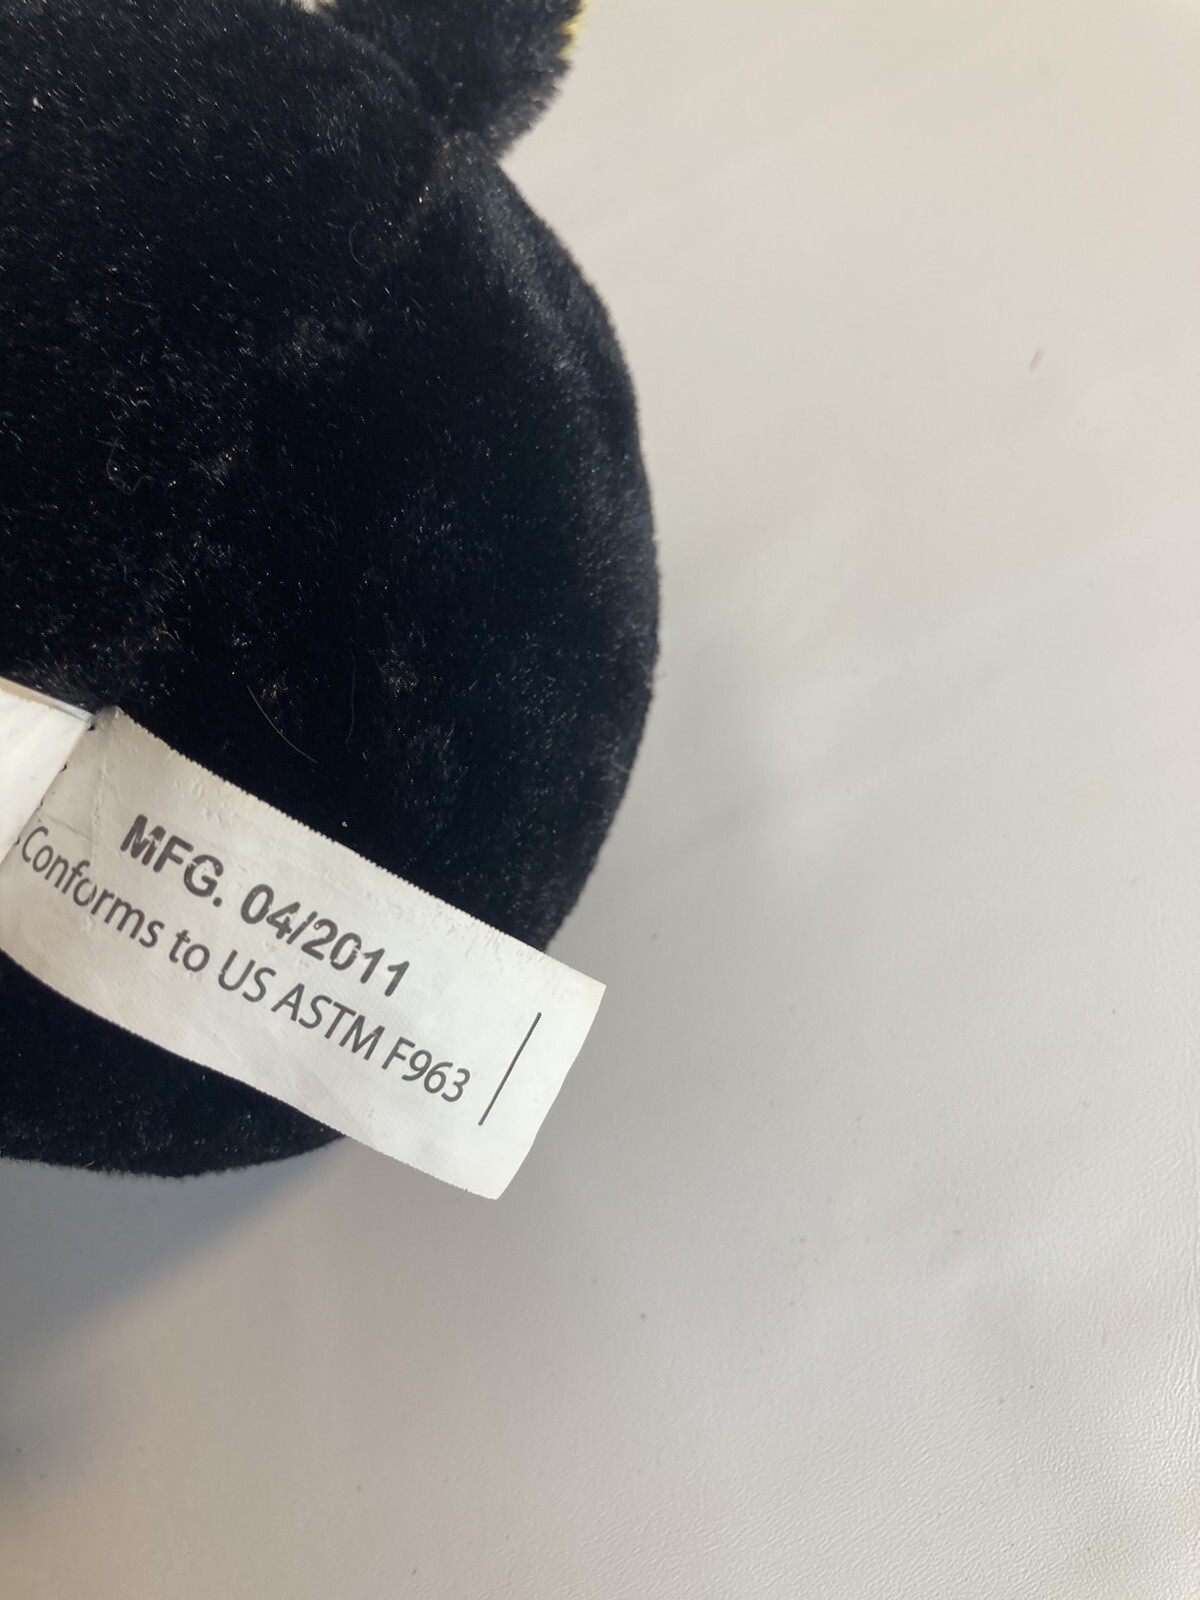 MFG. 04/2011
Conforms to US ASTM F963